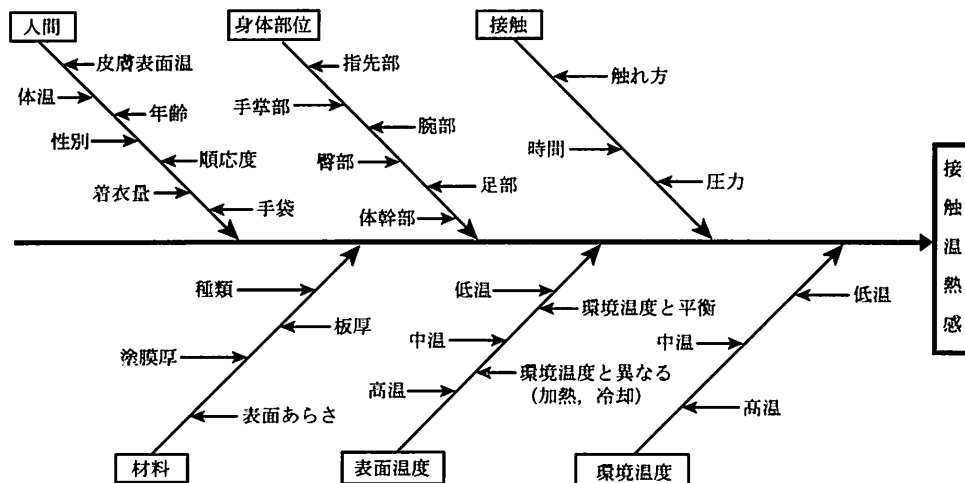 人間
皮膚表面温
体温
年齢
性別
順応度
着衣量
手袋
身体部位
指先部
手掌部
腕部
臀部
足部
体幹部
接触
触れ方
時間
圧力
接触温熱感
種類
板厚
塗膜厚
表面あらさ
材料
低温
環境温度と平衡
中温
環境温度と異なる
(加熱,冷却)
高温
表面温度
低温
中温
高温
環境温度